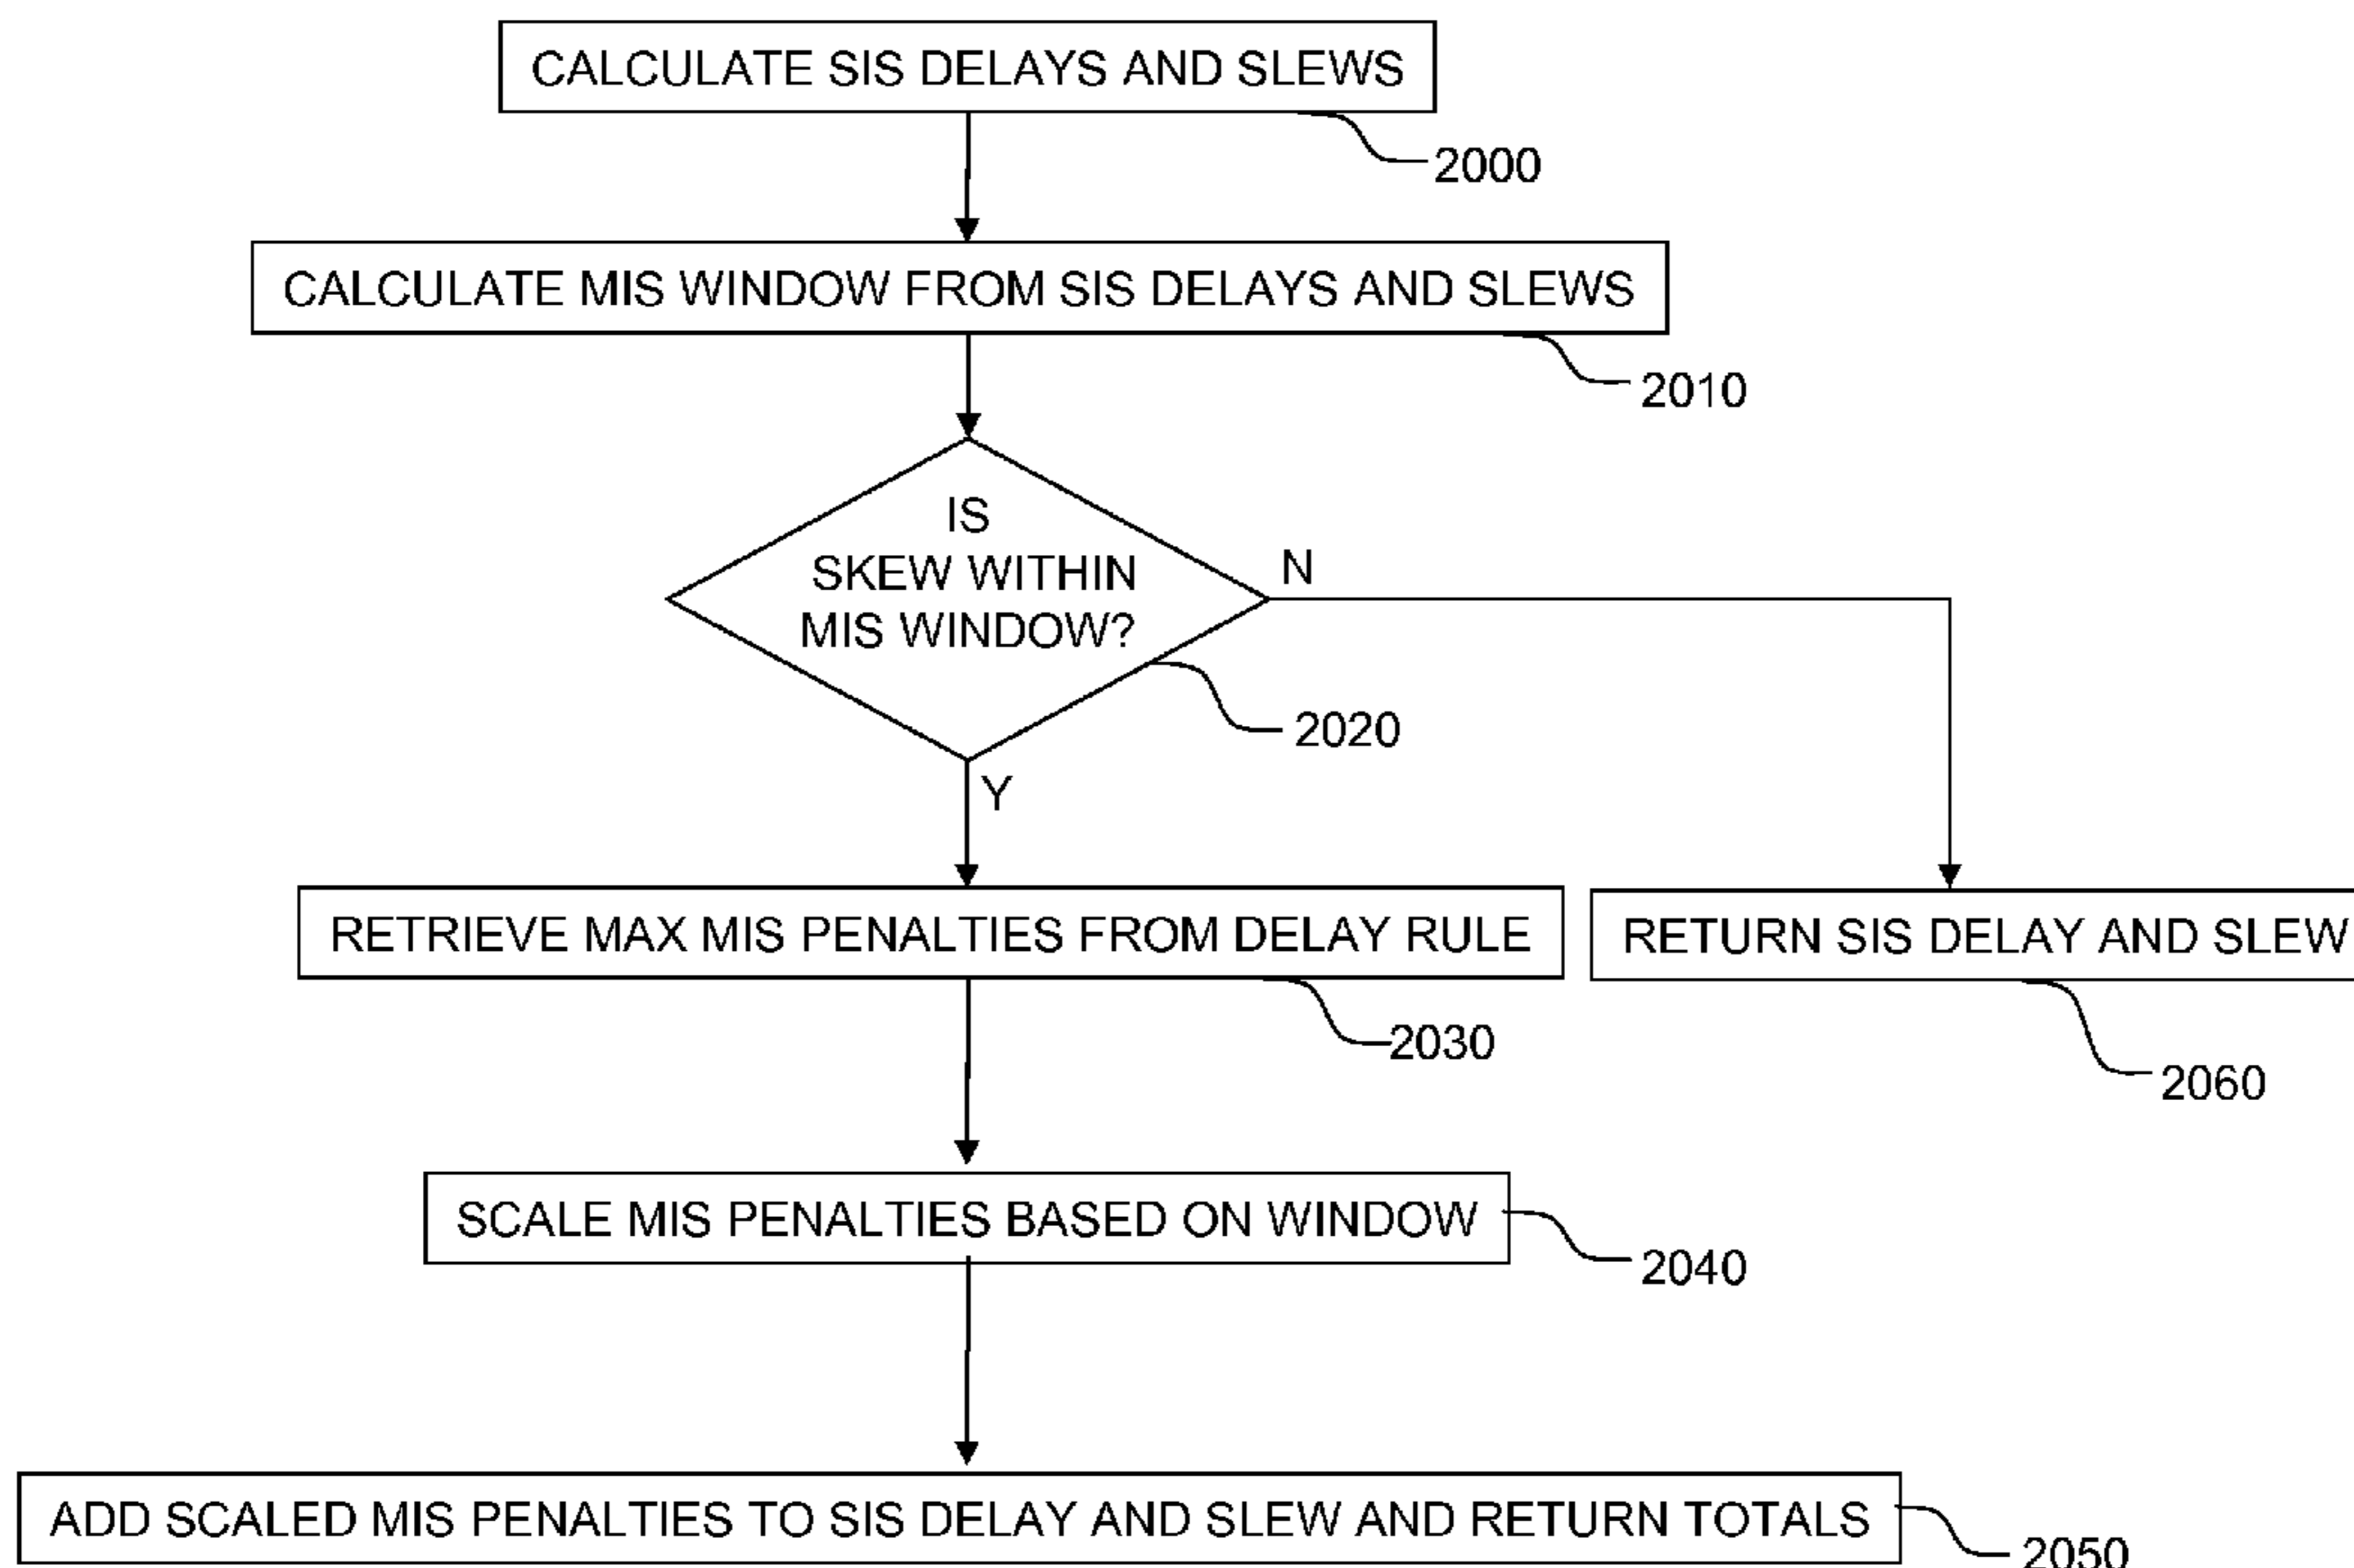 CALCULATE SIS DELAYS AND SLEWS
2000
CALCULATE MIS WINDOW FROM SIS DELAYS AND SLEWS
2010
IS
SKEW WITHIN
MIS WINDOW?
N
2020
Y
RETRIEVE MAX MIS PENALTIES FROM DELAY RULE
RETURN SIS DELAY AND SLEW
2030
2060
SCALE MIS PENALTIES BASED ON WINDOW
2040
ADD SCALED MIS PENALTIES TO SIS DELAY AND SLEW AND RETURN TOTALS
2050